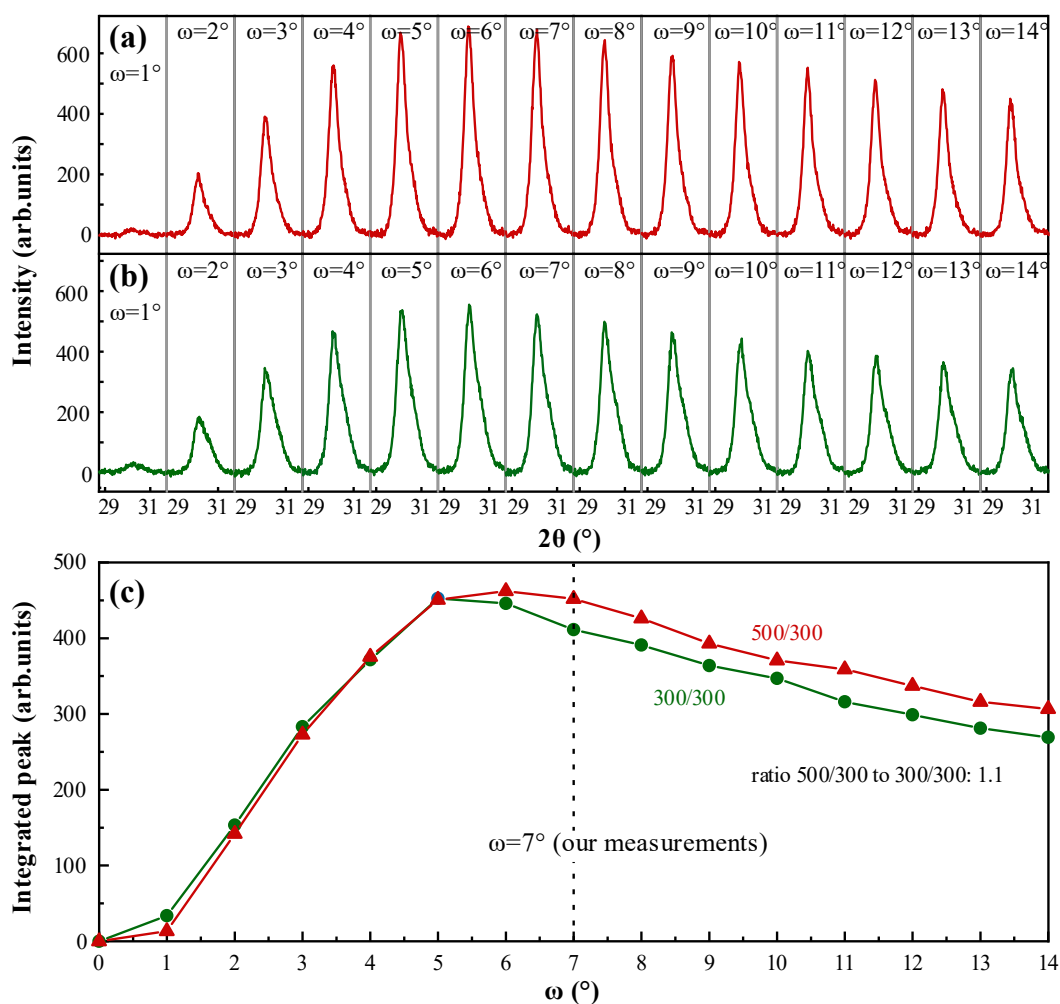 (a)
ω=1°
ω=2°
ω=3°
ω=4°
ω=5°
ω=6°
ω=7°
ω=8°
ω=9°
ω=10°
ω=11°
ω=12°
ω=13°
ω=14°
600
400
200
0
Intensity (arb.units)
(b)
ω=1°
ω=2°
ω=3°
ω=4°
ω=5°
ω=6°
ω=7°
ω=8°
ω=9°
ω=10°
ω=11°
ω=12°
ω=13°
ω=14°
600
400
200
0
29 31 29 31 29 31 29 31 29 31 29 31 29 31 29 31 29 31 29 31 29 31 29 31 29 31 29 31
2θ (°)
(c)
500
400
300
200
100
0
Integrated peak (arb.units)
500/300
300/300
ratio 500/300 to 300/300: 1.1
ω=7° (our measurements)
0 1 2 3 4 5 6 7 8 9 10 11 12 13 14
ω (°)